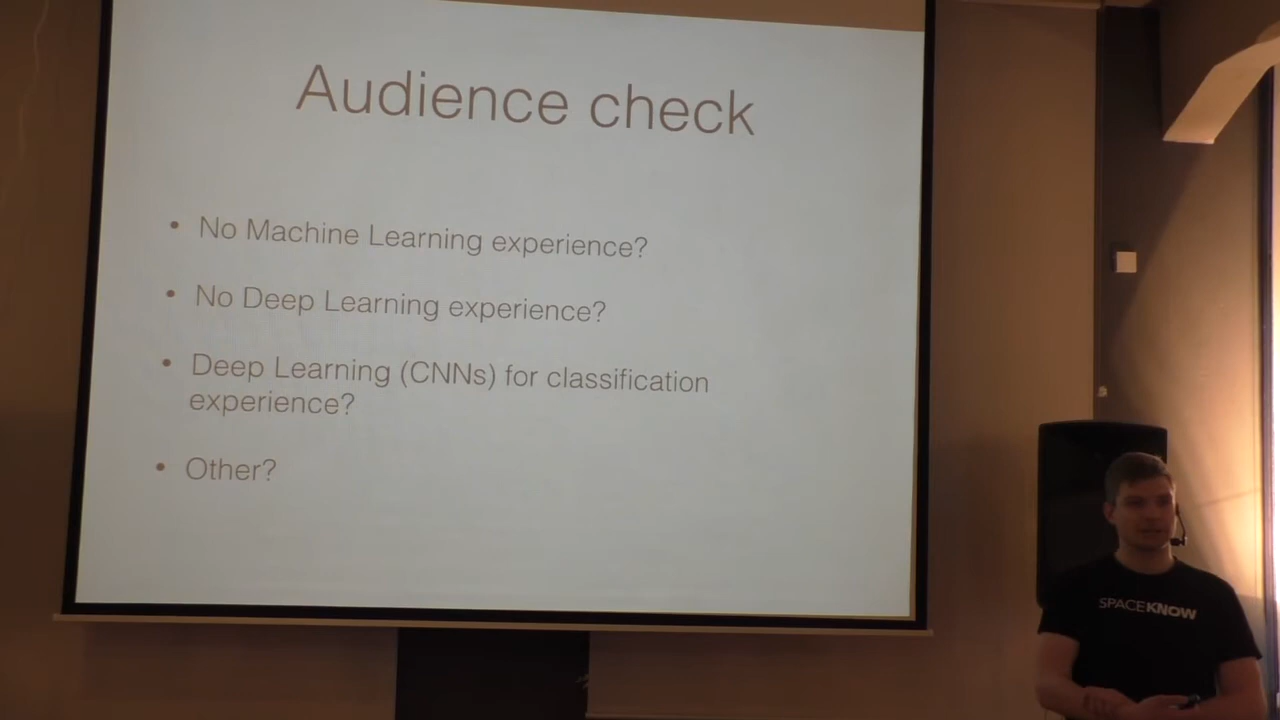 Audience check
• No Machine Learning experience?
• No Deep Learning experience?
• Deep Learning (CNNs) for classification
experience?
• Other?
SPACEKNOW